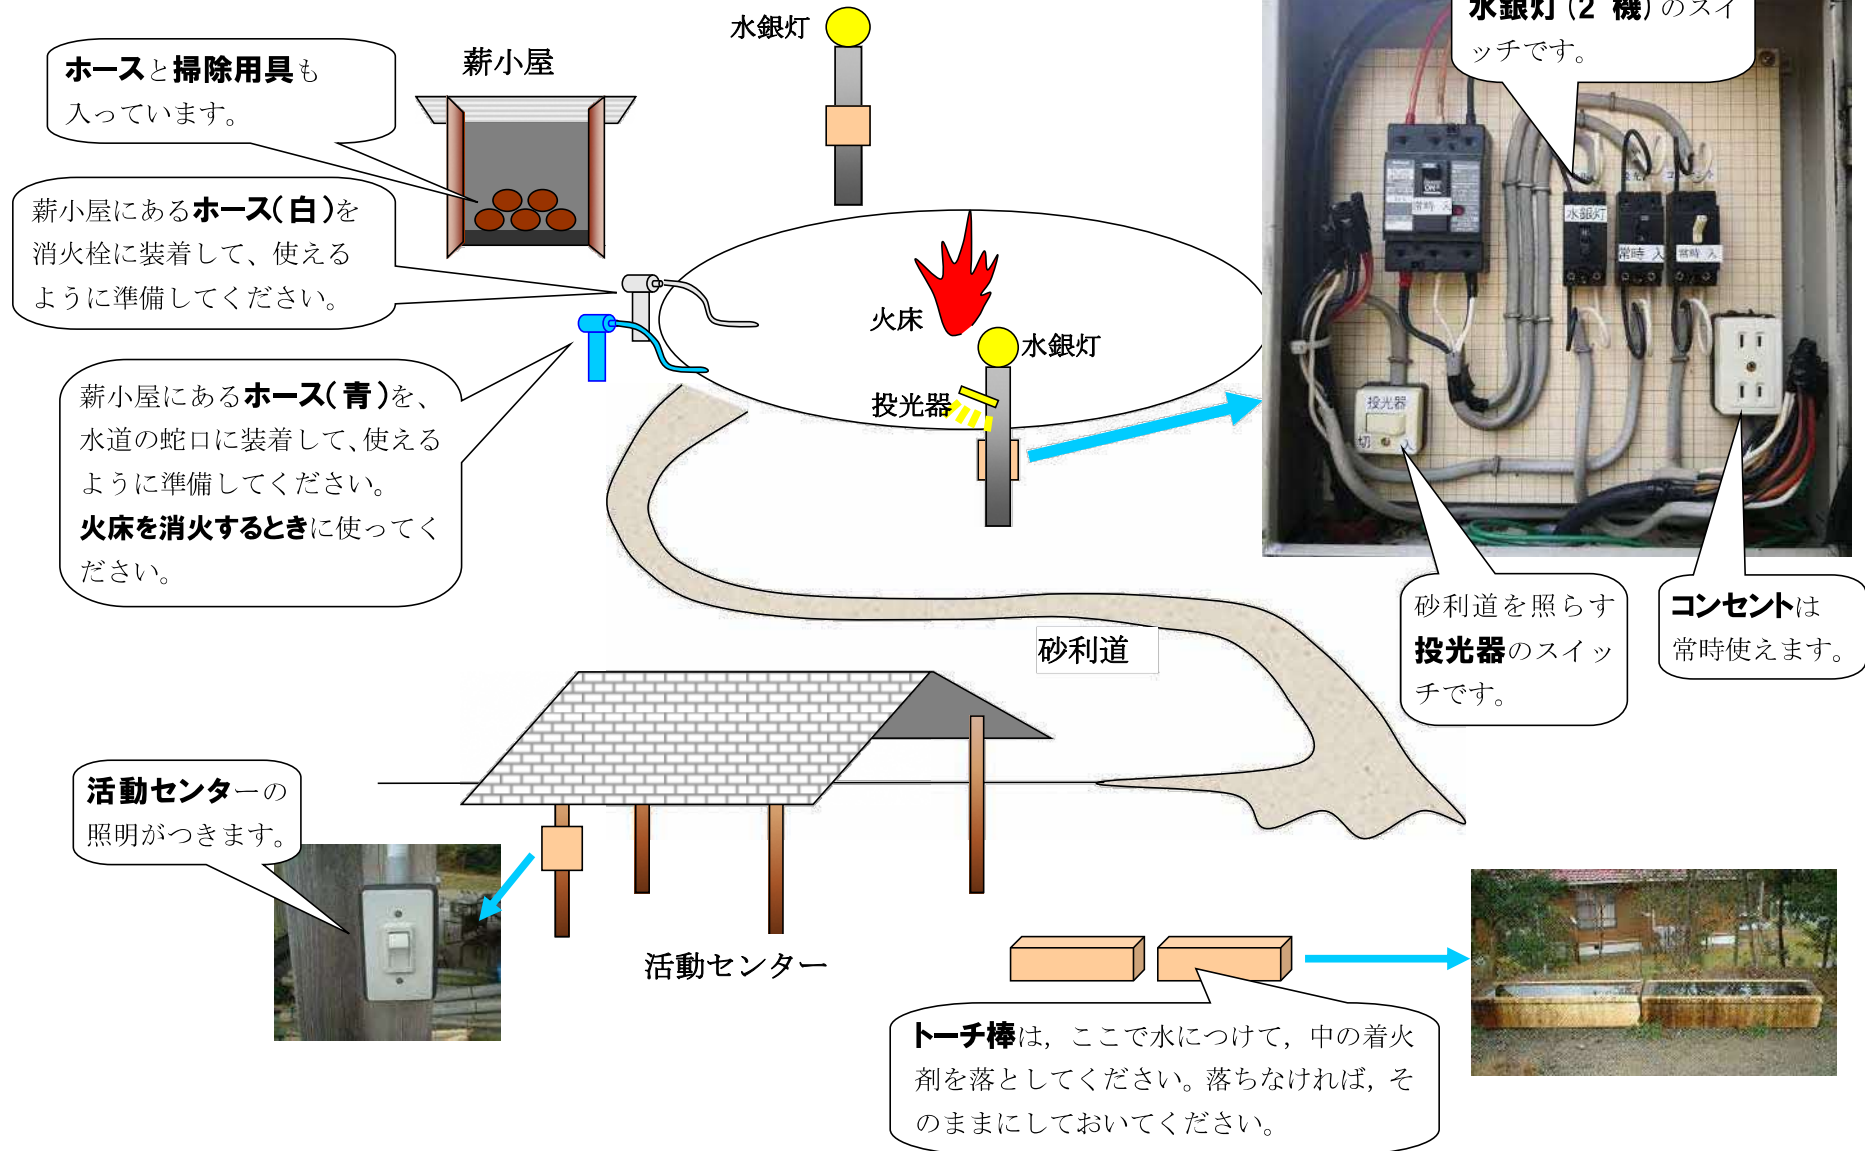 水銀灯(2 機)のスイ
ッチです。
水銀灯
薪小屋
ホースと掃除用具も
入っています。
薪小屋にあるホース(白)を
消火栓に装着して、使える
ように準備してください。
薪小屋にあるホース(青)を、
水道の蛇口に装着して、使える
ように準備してください。
火床を消火するときに使ってく
ださい。
火床
水銀灯
投光器
水銀灯
常時 入
常時 入
常時 入
投光器
切
入
砂利道を照らす
投光器のスイッ
チです。
コンセントは
常時使えます。
砂利道
活動センターの
照明がつきます。
活動センター
トーチ棒は，ここで水につけて，中の着火
剤を落としてください。落ちなければ，そ
のままにしておいてください。